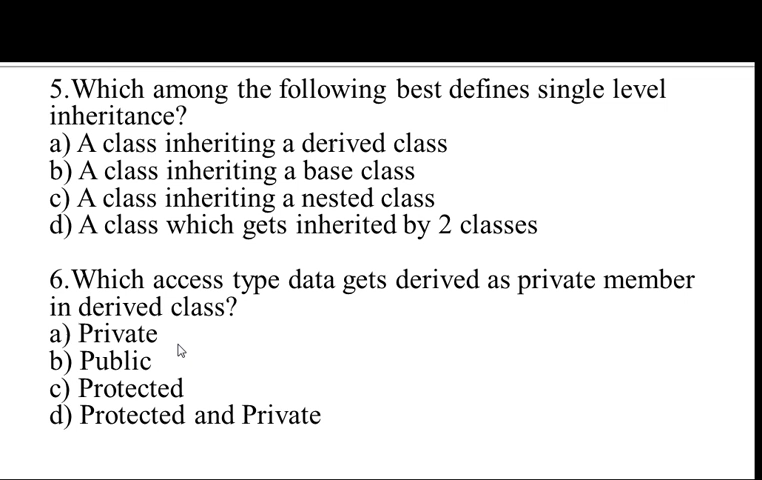 5.Which among the following best defines single level
inheritance?
a) A class inheriting a derived class
b) A class inheriting a base class
c) A class inheriting a nested class
d) A class which gets inherited by 2 classes
6.Which access type data gets derived as private member
in derived class?
a) Private
b) Public
c) Protected
d) Protected and Private